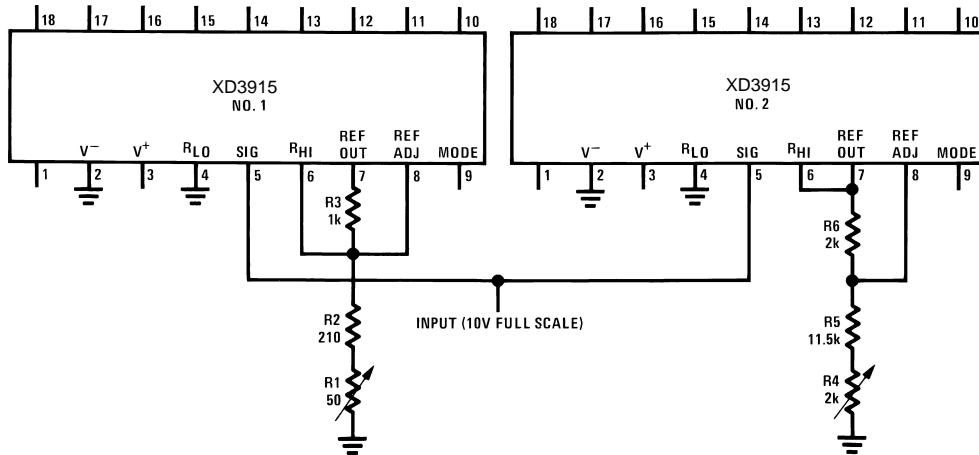 18 17 16 15 14 13 12 11 10
XD3915
NO. 1
V− V+ RLO SIG RHI REF OUT REF ADJ MODE
1 2 3 4 5 6 7 8 9
R3
1k
R2
210
R1
50
INPUT (10V FULL SCALE)
18 17 16 15 14 13 12 11 10
XD3915
NO. 2
V− V+ RLO SIG RHI REF OUT REF ADJ MODE
1 2 3 4 5 6 7 8 9
R6
2k
R5
11.5k
R4
2k